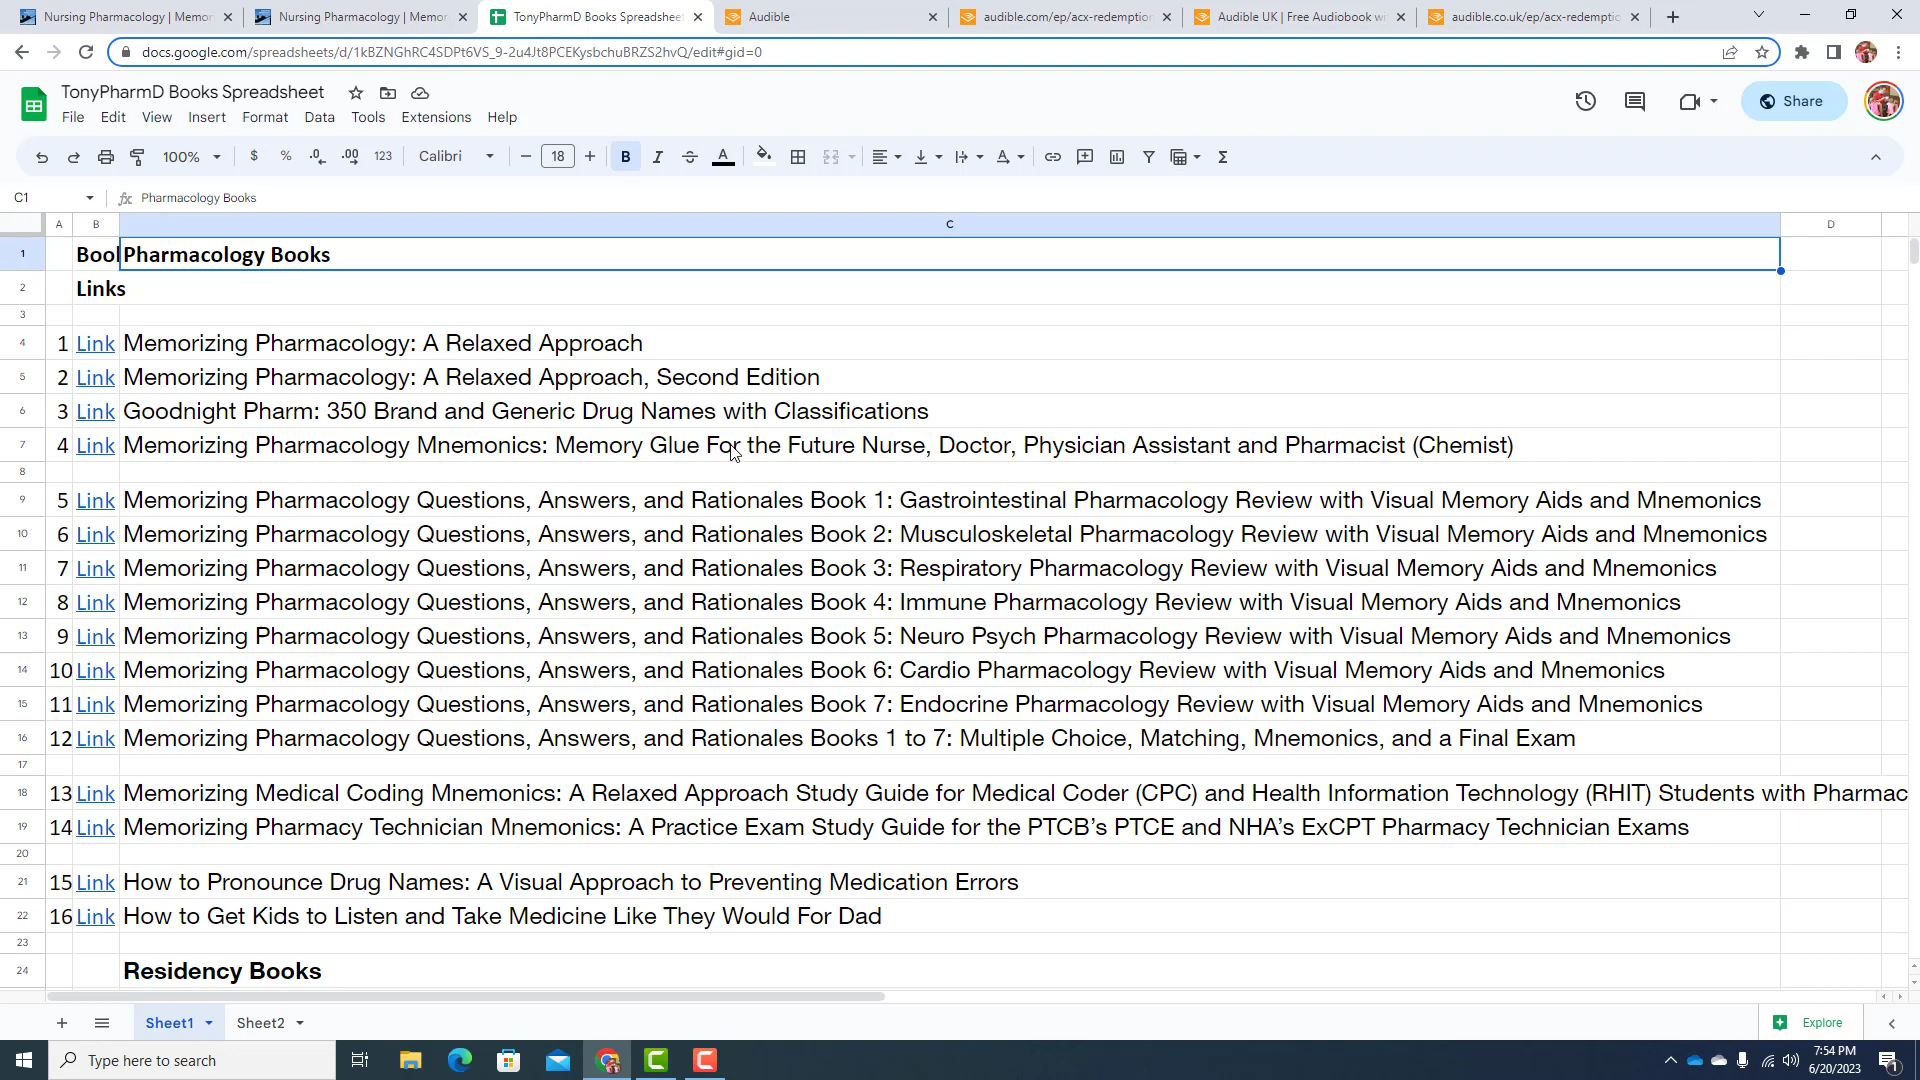 Nursing Pharmacology | Memor
Nursing Pharmacology | Memor
TonyPharmD Books Spreadsheet
Audible
audible.com/ep/acx-redemptio
Audible UK | Free Audiobook wi
audible.co.uk/ep/acx-redemptio
docs.google.com/spreadsheets/d/1kBZNGhRC4SDPt6VS_9-2u4Jt8PCEKysbchuBRZS2hvQ/edit#gid=0
TonyPharmD Books Spreadsheet
File Edit View Insert Format Data Tools Extensions Help
Share
100% $ % .0 .00 123 Calibri 18 B I A Σ
C1 fx Pharmacology Books
A B C D
1 Bool Pharmacology Books
2 Links
3
4 1 Link Memorizing Pharmacology: A Relaxed Approach
5 2 Link Memorizing Pharmacology: A Relaxed Approach, Second Edition
6 3 Link Goodnight Pharm: 350 Brand and Generic Drug Names with Classifications
7 4 Link Memorizing Pharmacology Mnemonics: Memory Glue For the Future Nurse, Doctor, Physician Assistant and Pharmacist (Chemist)
8
9 5 Link Memorizing Pharmacology Questions, Answers, and Rationales Book 1: Gastrointestinal Pharmacology Review with Visual Memory Aids and Mnemonics
10 6 Link Memorizing Pharmacology Questions, Answers, and Rationales Book 2: Musculoskeletal Pharmacology Review with Visual Memory Aids and Mnemonics
11 7 Link Memorizing Pharmacology Questions, Answers, and Rationales Book 3: Respiratory Pharmacology Review with Visual Memory Aids and Mnemonics
12 8 Link Memorizing Pharmacology Questions, Answers, and Rationales Book 4: Immune Pharmacology Review with Visual Memory Aids and Mnemonics
13 9 Link Memorizing Pharmacology Questions, Answers, and Rationales Book 5: Neuro Psych Pharmacology Review with Visual Memory Aids and Mnemonics
14 10 Link Memorizing Pharmacology Questions, Answers, and Rationales Book 6: Cardio Pharmacology Review with Visual Memory Aids and Mnemonics
15 11 Link Memorizing Pharmacology Questions, Answers, and Rationales Book 7: Endocrine Pharmacology Review with Visual Memory Aids and Mnemonics
16 12 Link Memorizing Pharmacology Questions, Answers, and Rationales Books 1 to 7: Multiple Choice, Matching, Mnemonics, and a Final Exam
17
18 13 Link Memorizing Medical Coding Mnemonics: A Relaxed Approach Study Guide for Medical Coder (CPC) and Health Information Technology (RHIT) Students with Pharmac
19 14 Link Memorizing Pharmacy Technician Mnemonics: A Practice Exam Study Guide for the PTCB’s PTCE and NHA’s ExCPT Pharmacy Technician Exams
20
21 15 Link How to Pronounce Drug Names: A Visual Approach to Preventing Medication Errors
22 16 Link How to Get Kids to Listen and Take Medicine Like They Would For Dad
23
24 Residency Books
Sheet1 Sheet2 Explore
Type here to search
7:54 PM
6/20/2023
1